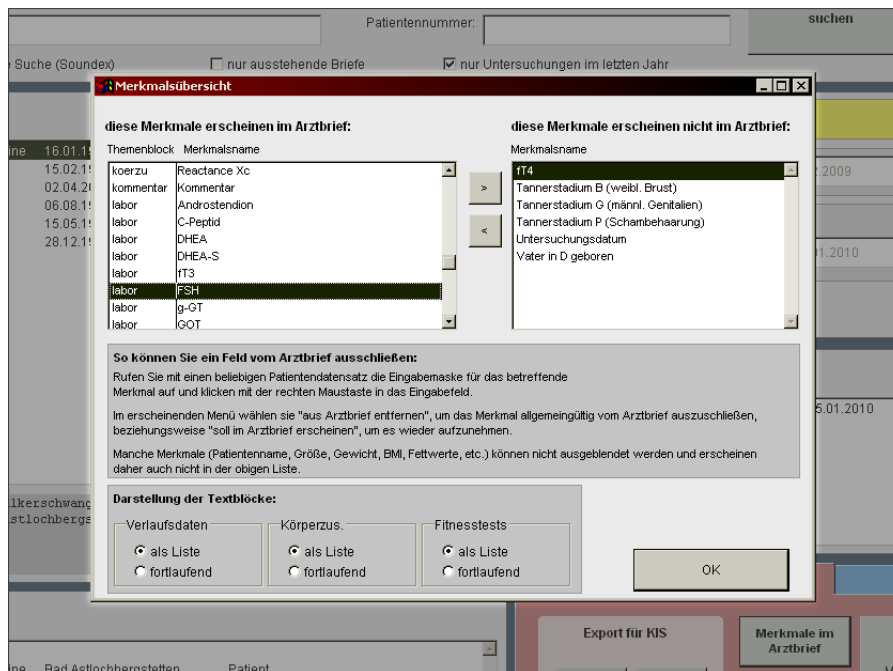 Patientennummer:
suchen
Suche (Soundex)
nur ausstehende Briefe
nur Untersuchungen im letzten Jahr
Merkmalsübersicht
diese Merkmale erscheinen im Arztbrief:
diese Merkmale erscheinen nicht im Arztbrief:
Themenblock Merkmalsname
Merkmalsname
koerzu Reactance Xc
kommentar Kommentar
labor Androstendion
labor C-Peptid
labor DHEA
labor DHEA-S
labor fT3
labor FSH
labor g-GT
labor GOT
»
<
fT4
Tannerstadium B (weibl. Brust)
Tannerstadium G (männl. Genitalien)
Tannerstadium P (Schambehaarung)
Untersuchungsdatum
Vater in D geboren
ine 16.01.1
15.02.1
02.04.2
06.08.1
15.05.1
28.12.1
.2009
01.2010
5.01.2010
So können Sie ein Feld vom Arztbrief ausschließen:
Rufen Sie mit einen beliebigen Patientendatensatz die Eingabemaske für das betreffende
Merkmal auf und klicken mit der rechten Maustaste in das Eingabefeld.
Im erscheinenden Menü wählen sie "aus Arztbrief entfernen", um das Merkmal allgemeingültig vom Arztbrief auszuschließen,
beziehungsweise "soll im Arztbrief erscheinen", um es wieder aufzunehmen.
Manche Merkmale (Patientenname, Größe, Gewicht, BMI, Fettwerte, etc.) können nicht ausgeblendet werden und erscheinen
daher auch nicht in der obigen Liste.
lkerschwang
stlochbergs
Darstellung der Textblöcke:
Verlaufsdaten
Körperzus.
Fitnesstests
als Liste
als Liste
als Liste
fortlaufend
fortlaufend
fortlaufend
OK
Export für KIS
Merkmale im
Arztbrief
ine Bad Astlochbergstetten Patient